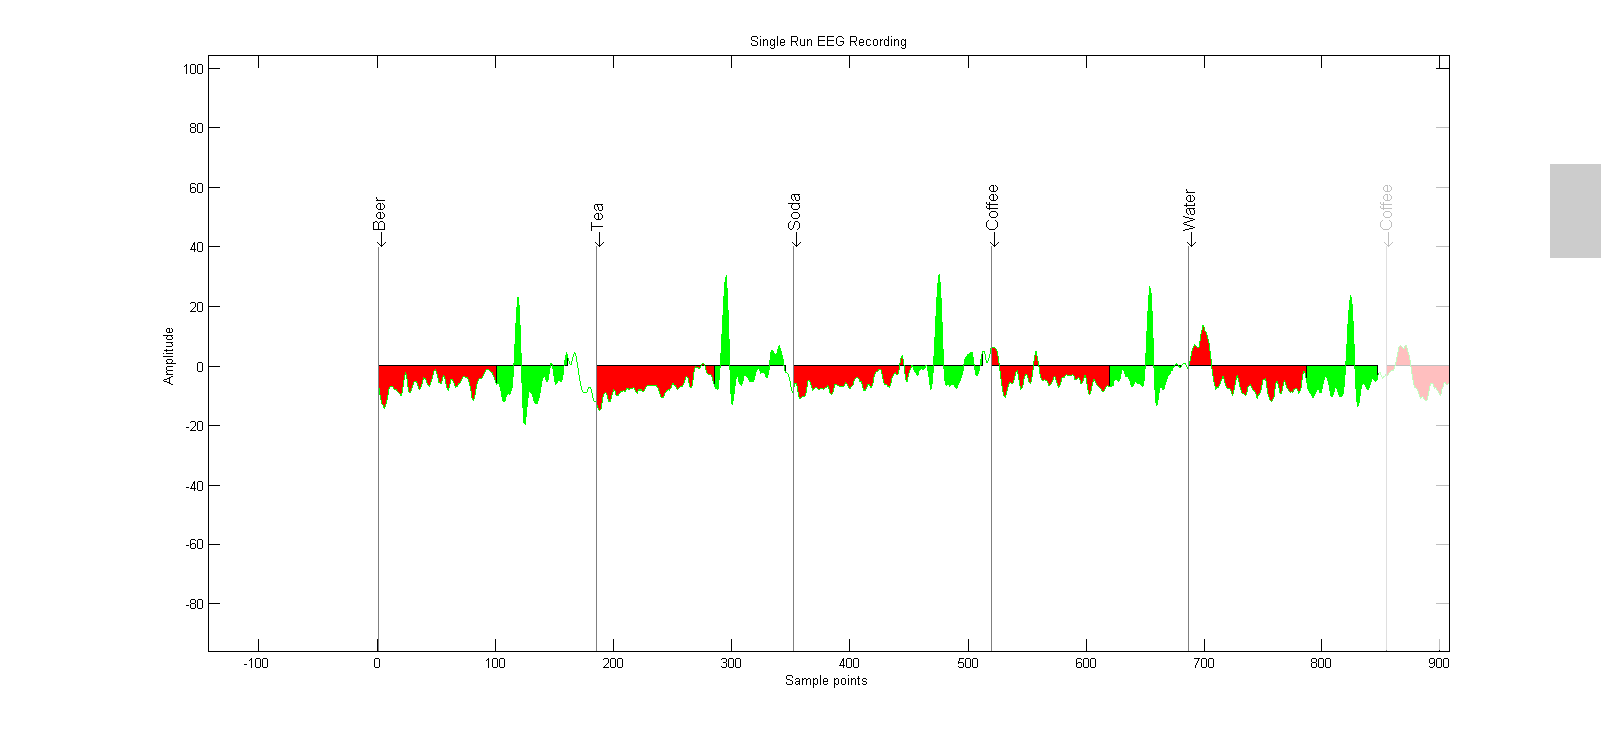 Single Run EEG Recording
100
80
60
40
20
0
-20
-40
-60
-80
Amplitude
Beer
Tea
Soda
Coffee
Water
Coffee
-100 0 100 200 300 400 500 600 700 800 900
Sample points